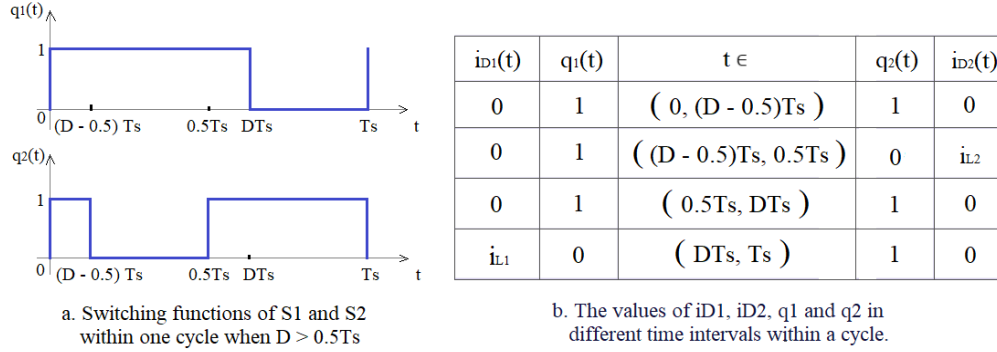 q1(t)
1
0
(D - 0.5) Ts
0.5Ts
DTs
Ts
t
q2(t)
1
0
(D - 0.5) Ts
0.5Ts
DTs
Ts
t
a. Switching functions of S1 and S2
within one cycle when D > 0.5Ts
iD1(t) q1(t) t ∈ q2(t) iD2(t)
0 1 ( 0, (D - 0.5)Ts ) 1 0
0 1 ( (D - 0.5)Ts, 0.5Ts ) 0 iL2
0 1 ( 0.5Ts, DTs ) 1 0
iL1 0 ( DTs, Ts ) 1 0
b. The values of iD1, iD2, q1 and q2 in
different time intervals within a cycle.